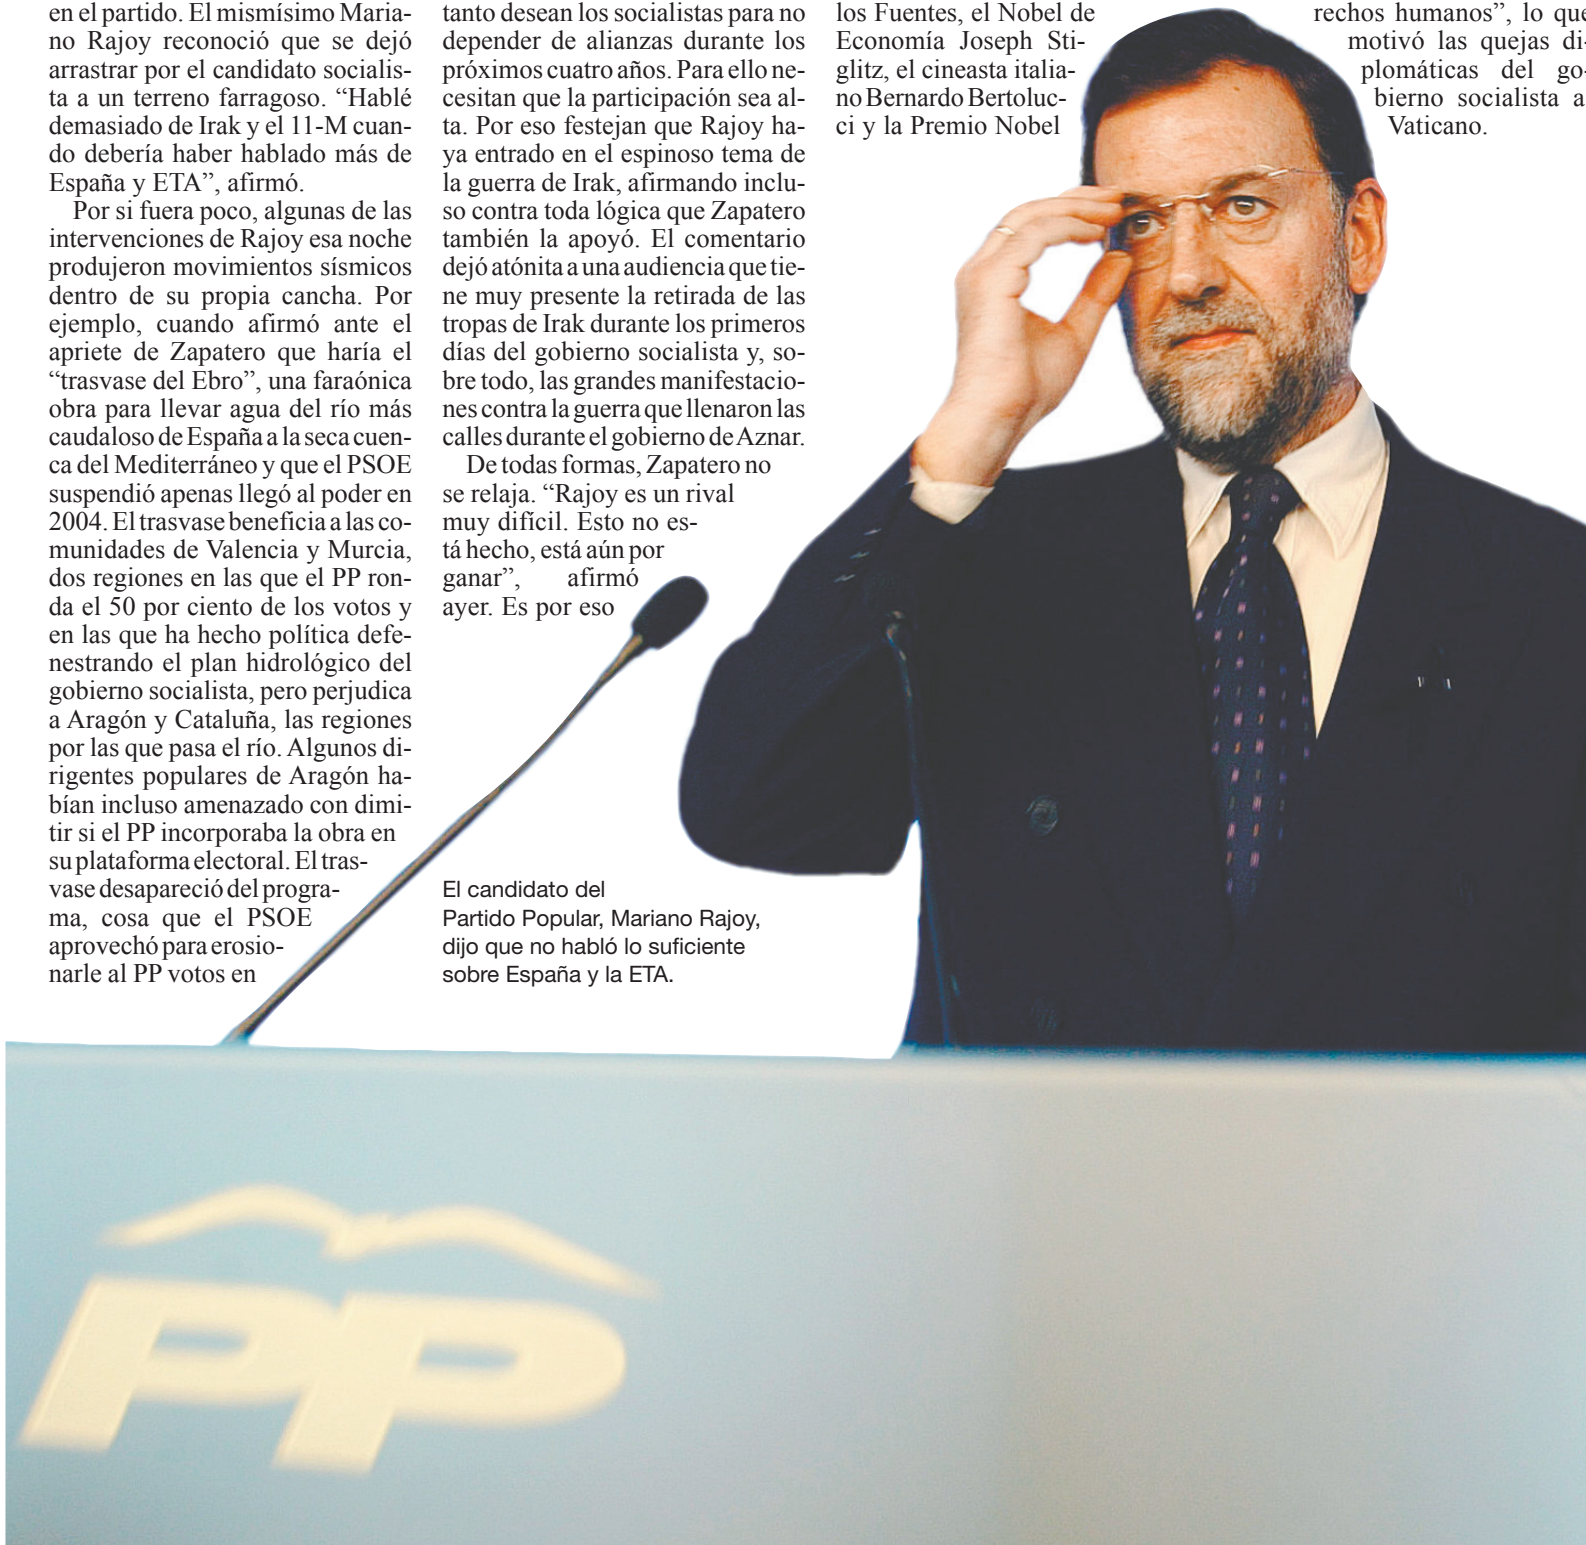 en el partido. El mismísimo Maria-
no Rajoy reconoció que se dejó
arrastrar por el candidato socialis-
ta a un terreno farragoso. “Hablé
demasiado de Irak y el 11-M cuan-
do debería haber hablado más de
España y ETA”, afirmó.
Por si fuera poco, algunas de las
intervenciones de Rajoy esa noche
produjeron movimientos sísmicos
dentro de su propia cancha. Por
ejemplo, cuando afirmó ante el
apriete de Zapatero que haría el
“trasvase del Ebro”, una faraónica
obra para llevar agua del río más
caudaloso de España a la seca cuen-
ca del Mediterráneo y que el PSOE
suspendió apenas llegó al poder en
2004. El trasvase beneficia a las co-
munidades de Valencia y Murcia,
dos regiones en las que el PP ron-
da el 50 por ciento de los votos y
en las que ha hecho política defe-
nestrando el plan hidrológico del
gobierno socialista, pero perjudica
a Aragón y Cataluña, las regiones
por las que pasa el río. Algunos di-
rigentes populares de Aragón ha-
bían incluso amenazado con dimi-
tir si el PP incorporaba la obra en
su plataforma electoral. El tras-
vase desapareció del progra-
ma, cosa que el PSOE
aprovechó para erosio-
narle al PP votos en
tanto desean los socialistas para no
depender de alianzas durante los
próximos cuatro años. Para ello ne-
cesitan que la participación sea al-
ta. Por eso festejan que Rajoy ha-
ya entrado en el espinoso tema de
la guerra de Irak, afirmando inclu-
so contra toda lógica que Zapatero
también la apoyó. El comentario
dejó atónita a una audiencia que tie-
ne muy presente la retirada de las
tropas de Irak durante los primeros
días del gobierno socialista y, so-
bre todo, las grandes manifestacio-
nes contra la guerra que llenaron las
calles durante el gobierno de Aznar.
De todas formas, Zapatero no
se relaja. “Rajoy es un rival
muy difícil. Esto no es-
tá hecho, está aún por
ganar”, afirmó
ayer. Es por eso
los Fuentes, el Nobel de
Economía Joseph Sti-
glitz, el cineasta italia-
no Bernardo Bertoluc-
ci y la Premio Nobel
rechos humanos”, lo que
motivó las quejas di-
plomáticas del go-
bierno socialista a
Vaticano.
El candidato del
Partido Popular, Mariano Rajoy,
dijo que no habló lo suficiente
sobre España y la ETA.
PP